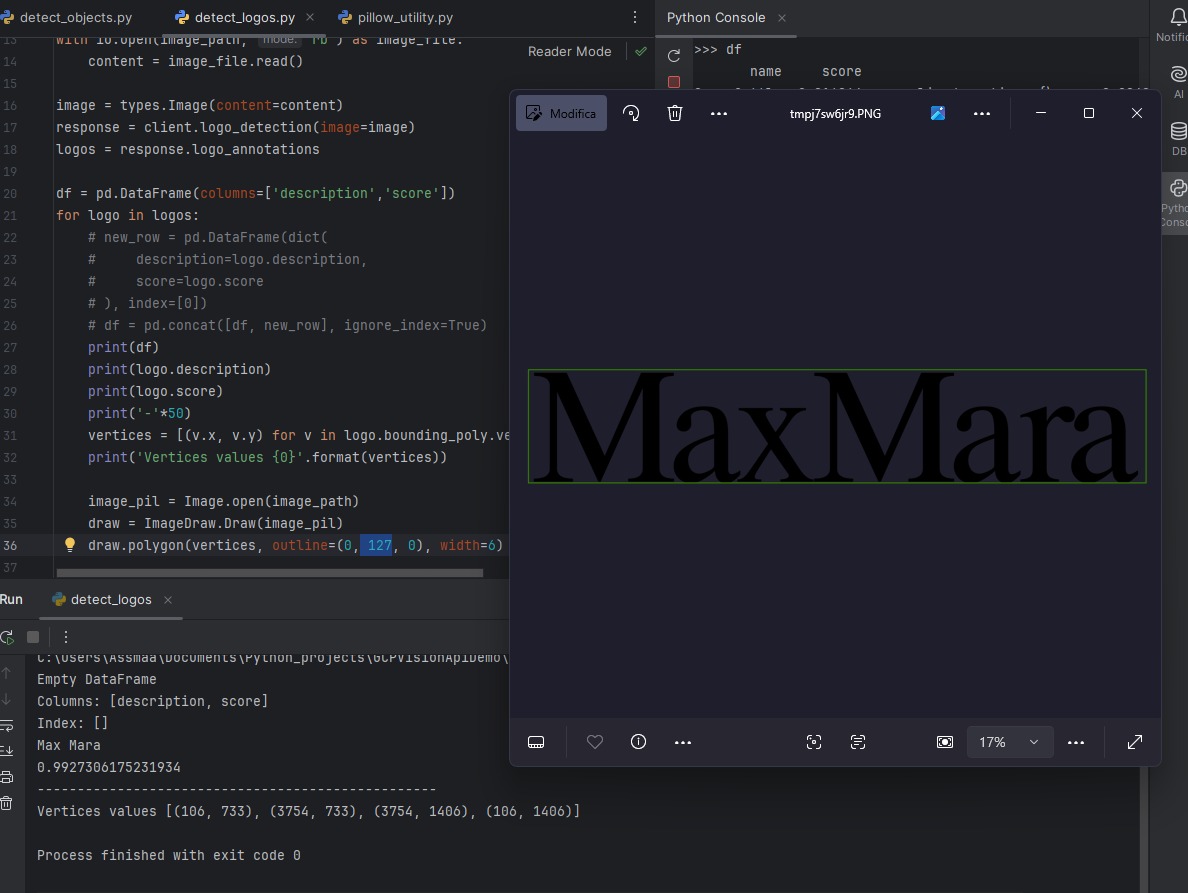 detect_objects.py
detect_logos.py
pillow_utility.py
Python Console
Notific
AI
DB
Pytho
Consc
Reader Mode
13 with io.open(image_path, mode: 'rb') as image_file:
14 content = image_file.read()
15
16 image = types.Image(content=content)
17 response = client.logo_detection(image=image)
18 logos = response.logo_annotations
19
20 df = pd.DataFrame(columns=['description','score'])
21 for logo in logos:
22 # new_row = pd.DataFrame(dict(
23 #     description=logo.description,
24 #     score=logo.score
25 # ), index=[0])
26 # df = pd.concat([df, new_row], ignore_index=True)
27 print(df)
28 print(logo.description)
29 print(logo.score)
30 print('-'*50)
31 vertices = [(v.x, v.y) for v in logo.bounding_poly.ve
32 print('Vertices values {0}'.format(vertices))
33
34 image_pil = Image.open(image_path)
35 draw = ImageDraw.Draw(image_pil)
36 draw.polygon(vertices, outline=(0, 127, 0), width=6)
37
>>> df
name score
Modifica
tmpj7sw6jr9.PNG
MaxMara
17%
Run
detect_logos
C:\Users\Assmaa\Documents\Python_projects\GCPVisionApiDemo\
Empty DataFrame
Columns: [description, score]
Index: []
Max Mara
0.9927306175231934
--------------------------------------------------
Vertices values [(106, 733), (3754, 733), (3754, 1406), (106, 1406)]
Process finished with exit code 0